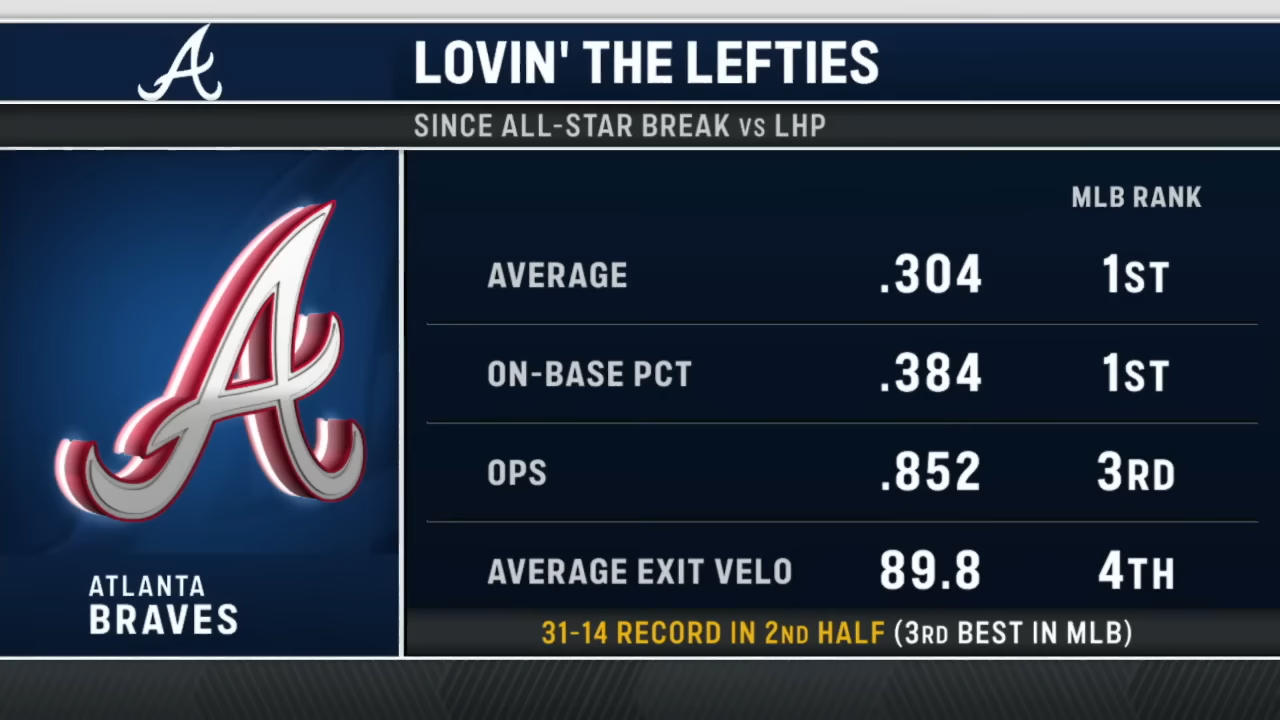 LOVIN' THE LEFTIES
SINCE ALL-STAR BREAK VS LHP
MLB RANK
AVERAGE .304 1ST
ON-BASE PCT .384 1ST
OPS .852 3RD
AVERAGE EXIT VELO 89.8 4TH
ATLANTA
BRAVES
31-14 RECORD IN 2ND HALF (3RD BEST IN MLB)